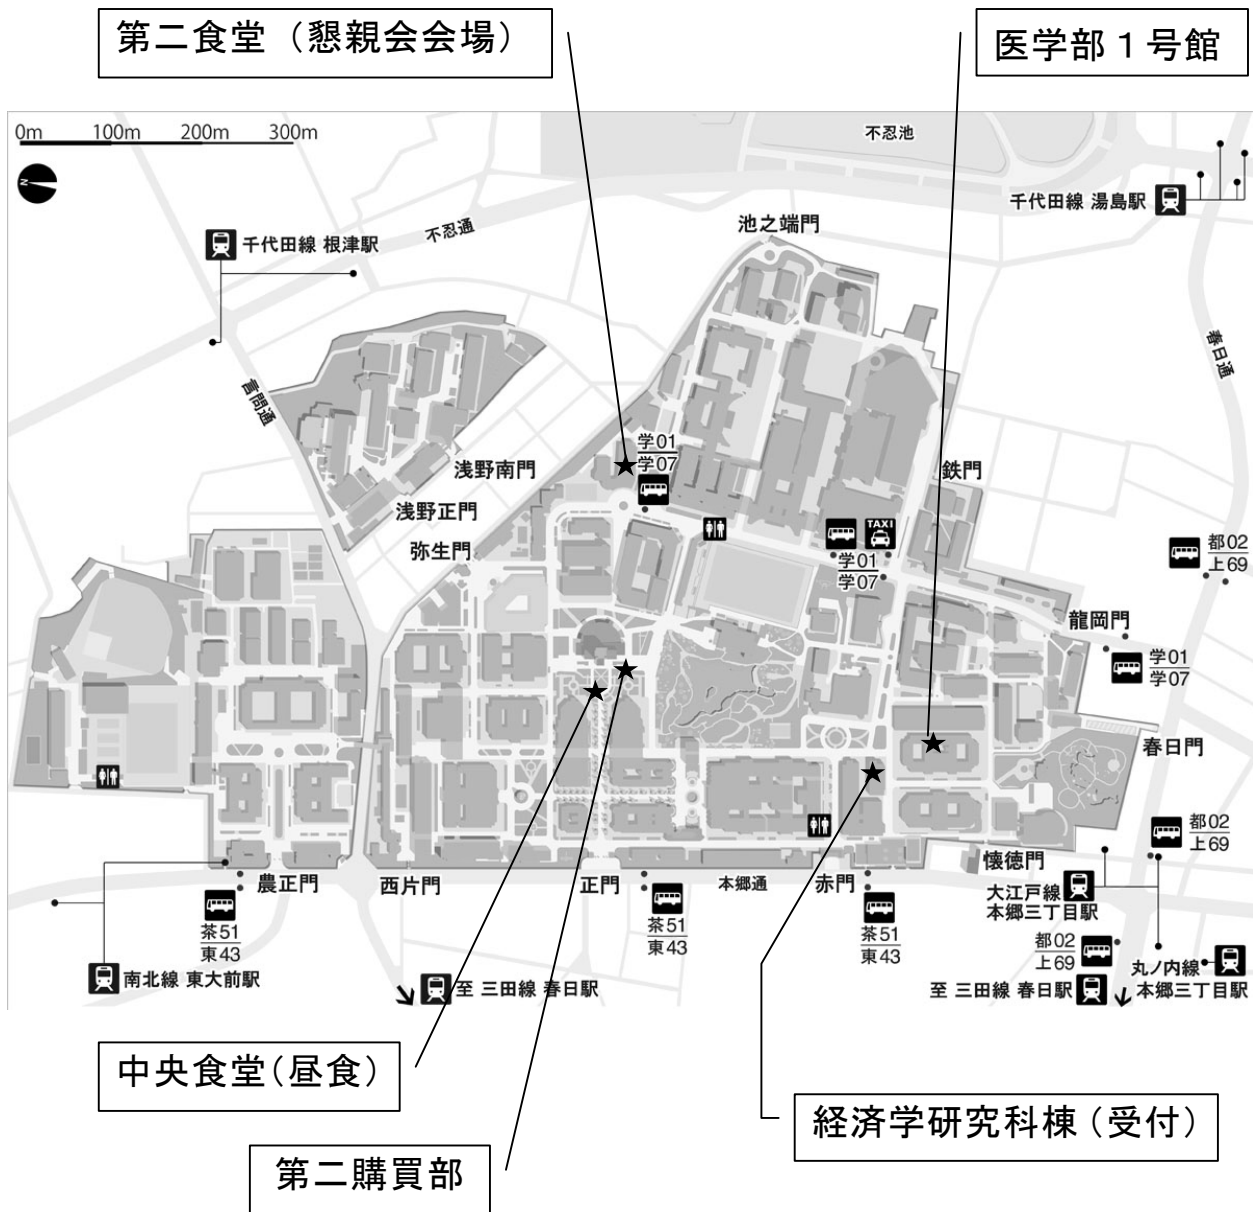 第二食堂（懇親会会場）
医学部１号館
0m 100m 200m 300m
不忍池
N
千代田線 湯島駅
池之端門
不忍通
千代田線 根津駅
春日通
言問通
学01
学07
浅野南門
鉄門
浅野正門
TAXI
都02
上69
弥生門
学01
学07
龍岡門
学01
学07
春日門
都02
上69
懐徳門
農正門
西片門
正門
本郷通
赤門
大江戸線
本郷三丁目駅
茶51
東43
茶51
東43
茶51
東43
都02
上69
丸ノ内線
本郷三丁目駅
南北線 東大前駅
至 三田線 春日駅
至 三田線 春日駅
中央食堂（昼食）
経済学研究科棟（受付）
第二購買部